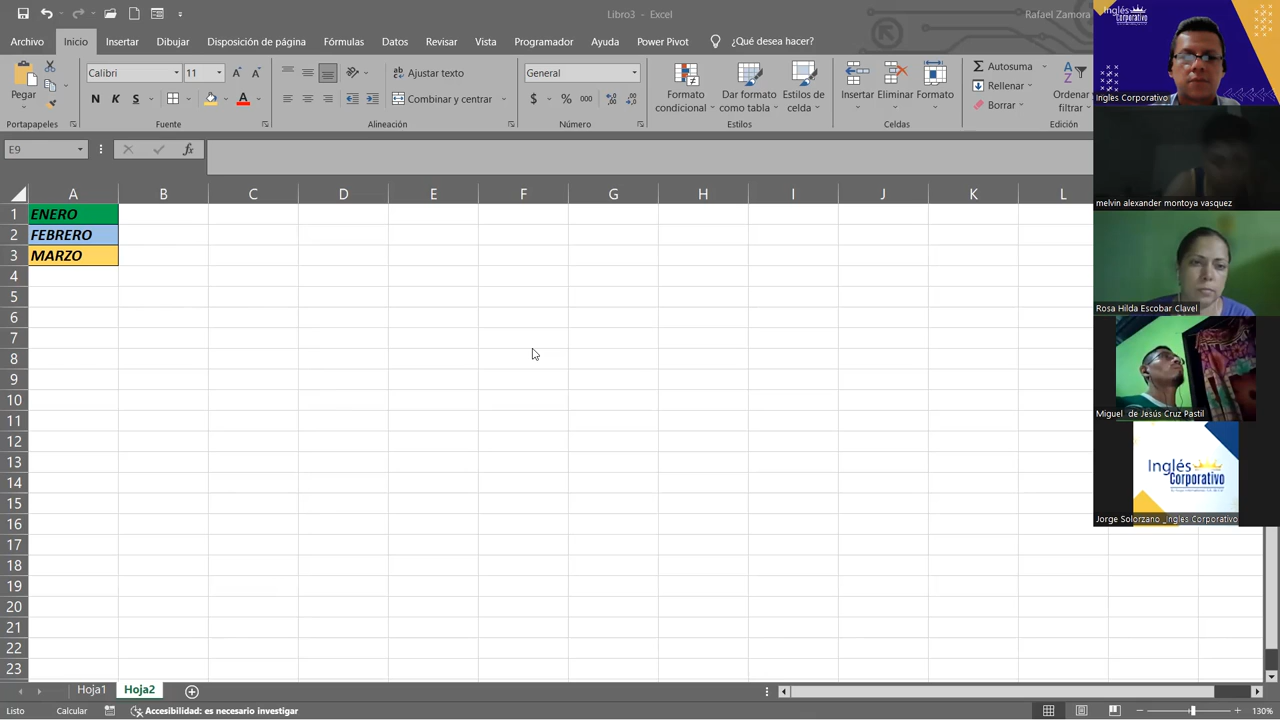 Libro3 - Excel
Rafael Zamora
Archivo Inicio Insertar Dibujar Disposición de página Fórmulas Datos Revisar Vista Programador Ayuda Power Pivot ¿Qué desea hacer?
Pegar
Calibri 11
N K S
Ajustar texto
Combinar y centrar
General
$ % 000
Formato condicional
Dar formato como tabla
Estilos de celda
Insertar Eliminar Formato
Autosuma
Rellenar
Borrar
Ordenar filtrar
Portapapeles Fuente Alineación Número Estilos Celdas Edición
E9
fx
A B C D E F G H I J K L
1 ENERO
2 FEBRERO
3 MARZO
4
5
6
7
8
9
10
11
12
13
14
15
16
17
18
19
20
21
22
23
Hoja1 Hoja2
Listo Calcular Accesibilidad: es necesario investigar 130%
Inglés Corporativo
Ingles Corporativo
melvin alexander montoya vasquez
Rosa Hilda Escobar Clavel
Miguel de Jesús Cruz Pastil
Inglés Corporativo
Jorge Solorzano _Ingles Corporativo